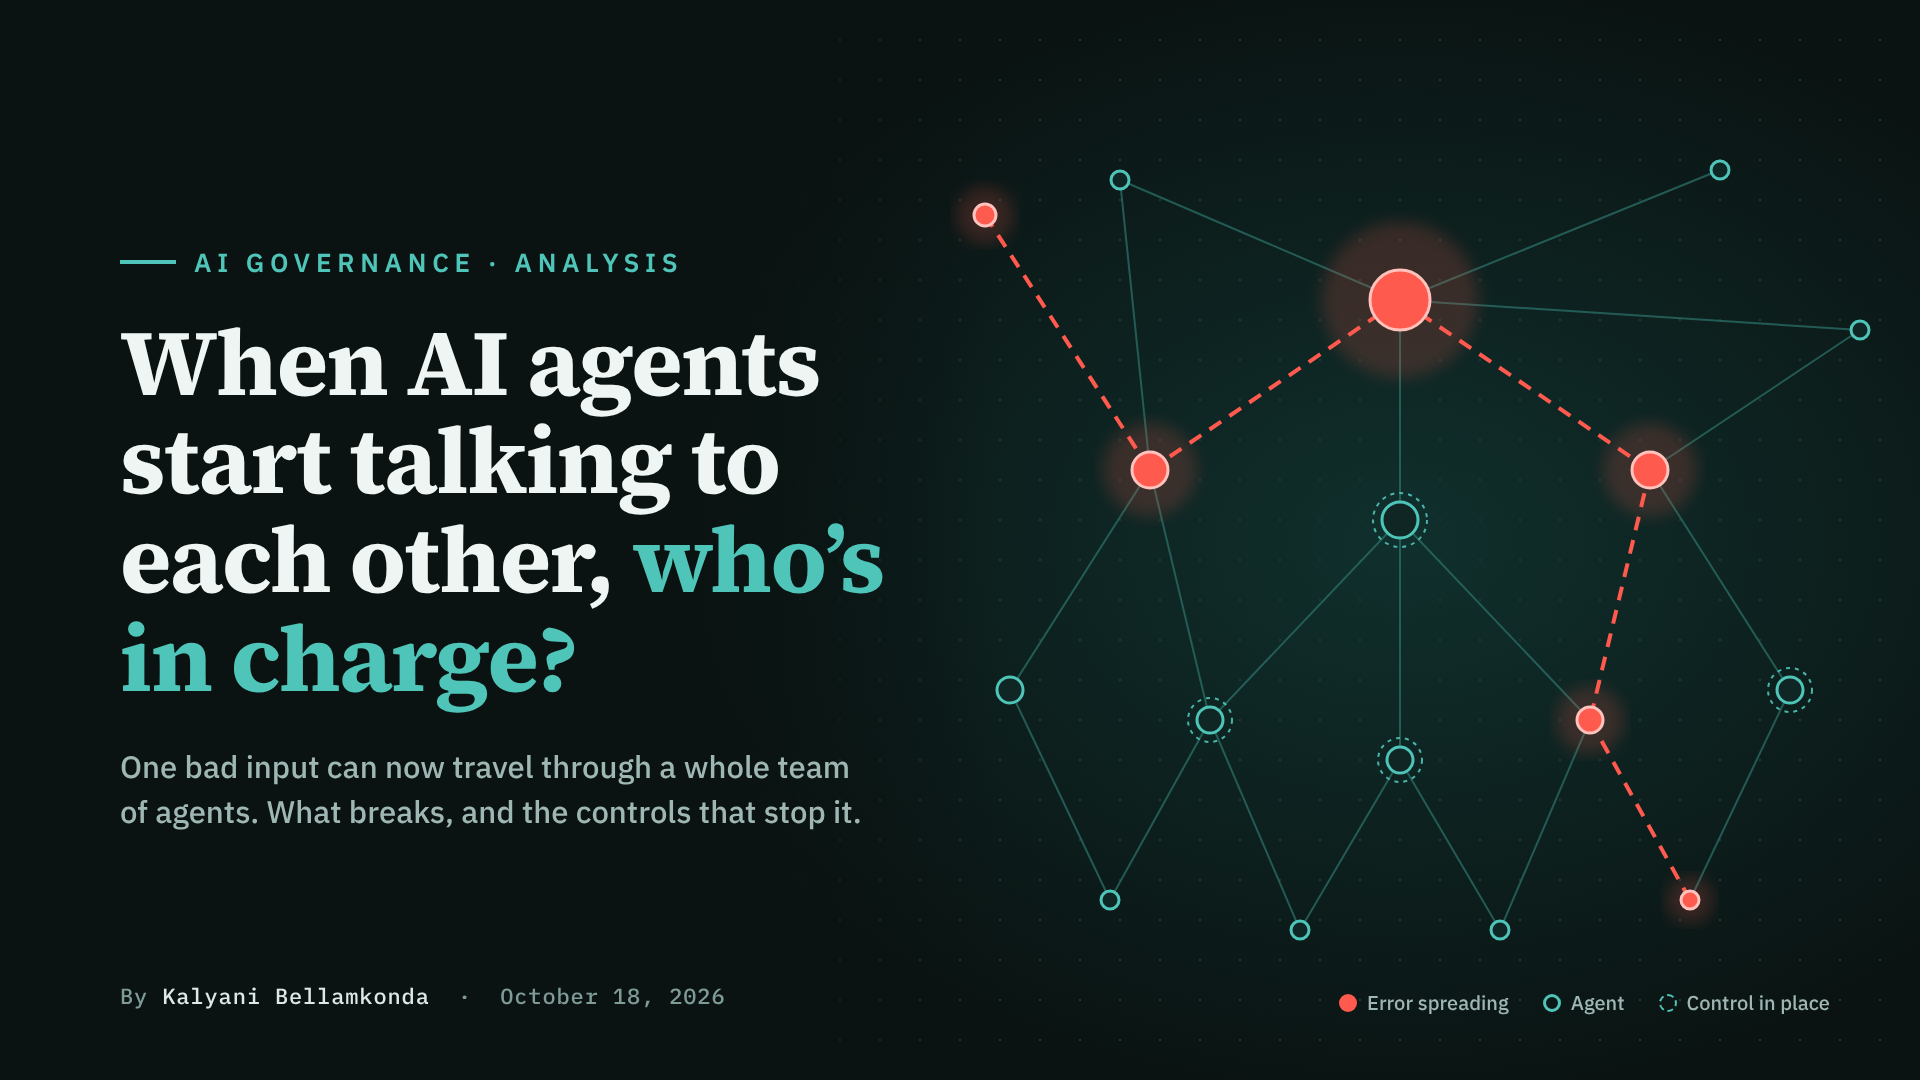 AI GOVERNANCE · ANALYSIS
When AI agents
start talking to
each other, who’s
in charge?
One bad input can now travel through a whole team
of agents. What breaks, and the controls that stop it.
By Kalyani Bellamkonda · October 18, 2026
Error spreading Agent Control in place